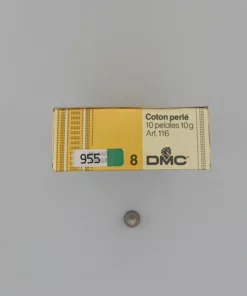 Coton perlé
10 pelotes 10g
Art. 116
955 8 DMC